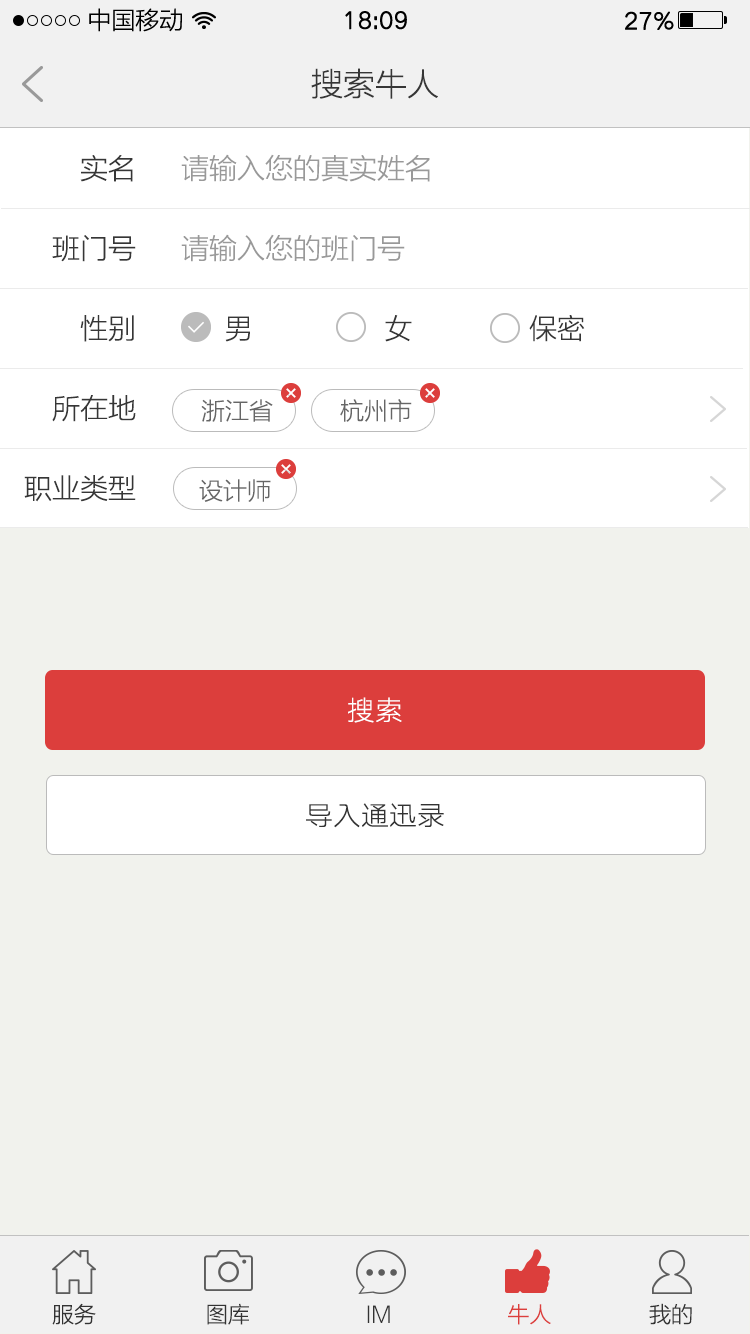 中国移动 18:09 27%
搜索牛人
实名 请输入您的真实姓名
班门号 请输入您的班门号
性别 男 女 保密
所在地 浙江省 杭州市
职业类型 设计师
搜索
导入通迅录
服务 图库 IM 牛人 我的